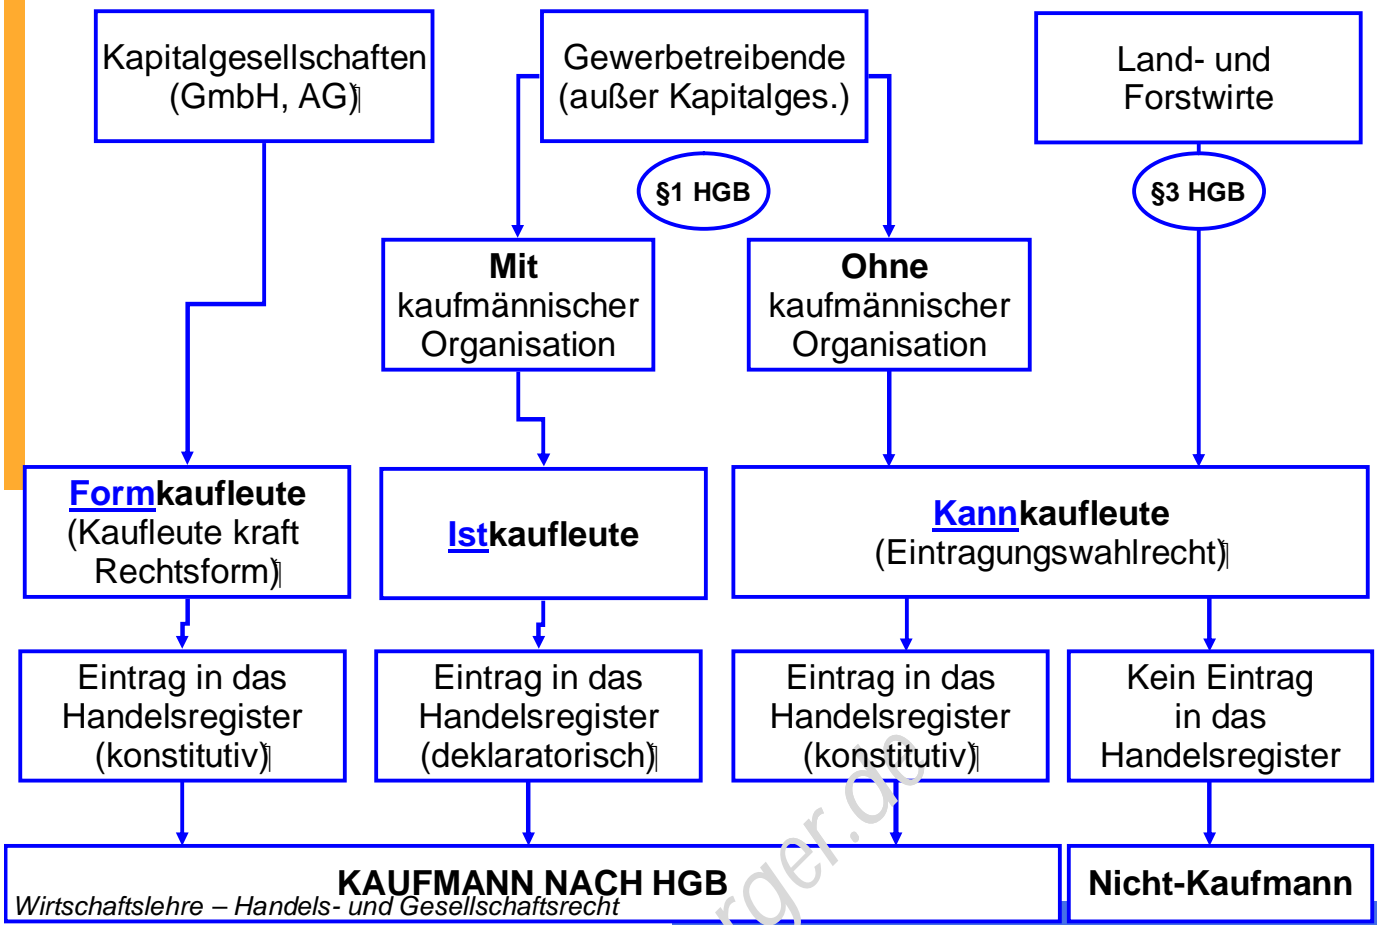 Kapitalgesellschaften
(GmbH, AG)
Gewerbetreibende
(außer Kapitalges.)
Land- und
Forstwirte
§1 HGB
§3 HGB
Mit
kaufmännischer
Organisation
Ohne
kaufmännischer
Organisation
Formkaufleute
(Kaufleute kraft
Rechtsform)
Istkaufleute
Kannkaufleute
(Eintragungswahlrecht)
Eintrag in das
Handelsregister
(konstitutiv)
Eintrag in das
Handelsregister
(deklaratorisch)
Eintrag in das
Handelsregister
(konstitutiv)
Kein Eintrag
in das
Handelsregister
KAUFMANN NACH HGB
Nicht-Kaufmann
Wirtschaftslehre – Handels- und Gesellschaftsrecht